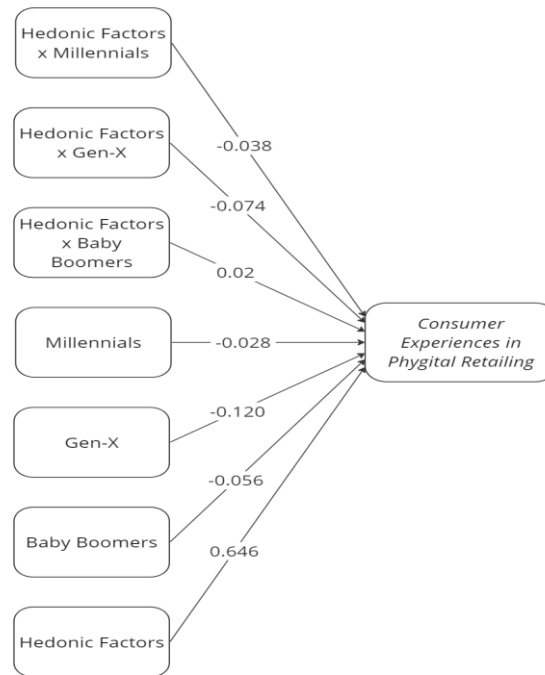 Hedonic Factors
x Millennials
-0.038
Hedonic Factors
x Gen-X
-0.074
Hedonic Factors
x Baby
Boomers
0.02
Millennials
-0.028
Consumer
Experiences in
Phygital Retailing
Gen-X
-0.120
Baby Boomers
-0.056
Hedonic Factors
0.646